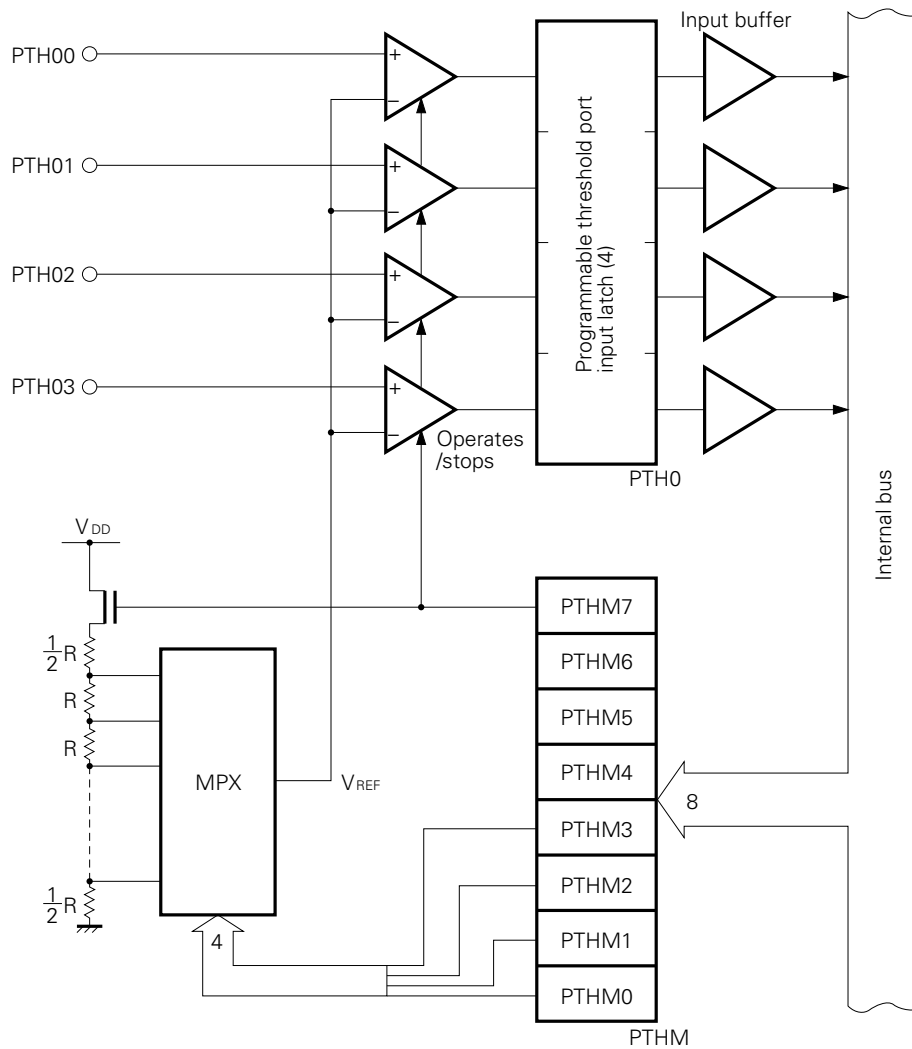 Input buffer
PTH00
+
−
PTH01
+
−
PTH02
+
−
PTH03
+
−
Programmable threshold port
input latch (4)
Operates
/stops
PTH0
Internal bus
VDD
1/2 R
R
R
1/2 R
MPX
VREF
4
PTHM7
PTHM6
PTHM5
PTHM4
PTHM3
PTHM2
PTHM1
PTHM0
8
PTHM